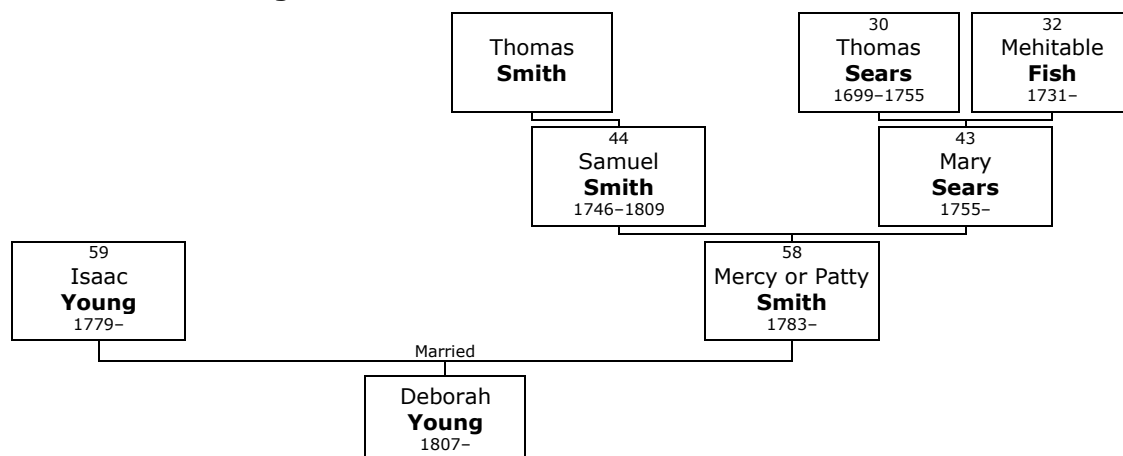 Thomas
Smith
30
Thomas
Sears
1699–1755
32
Mehitable
Fish
1731–
44
Samuel
Smith
1746–1809
43
Mary
Sears
1755–
59
Isaac
Young
1779–
58
Mercy or Patty
Smith
1783–
Married
Deborah
Young
1807–